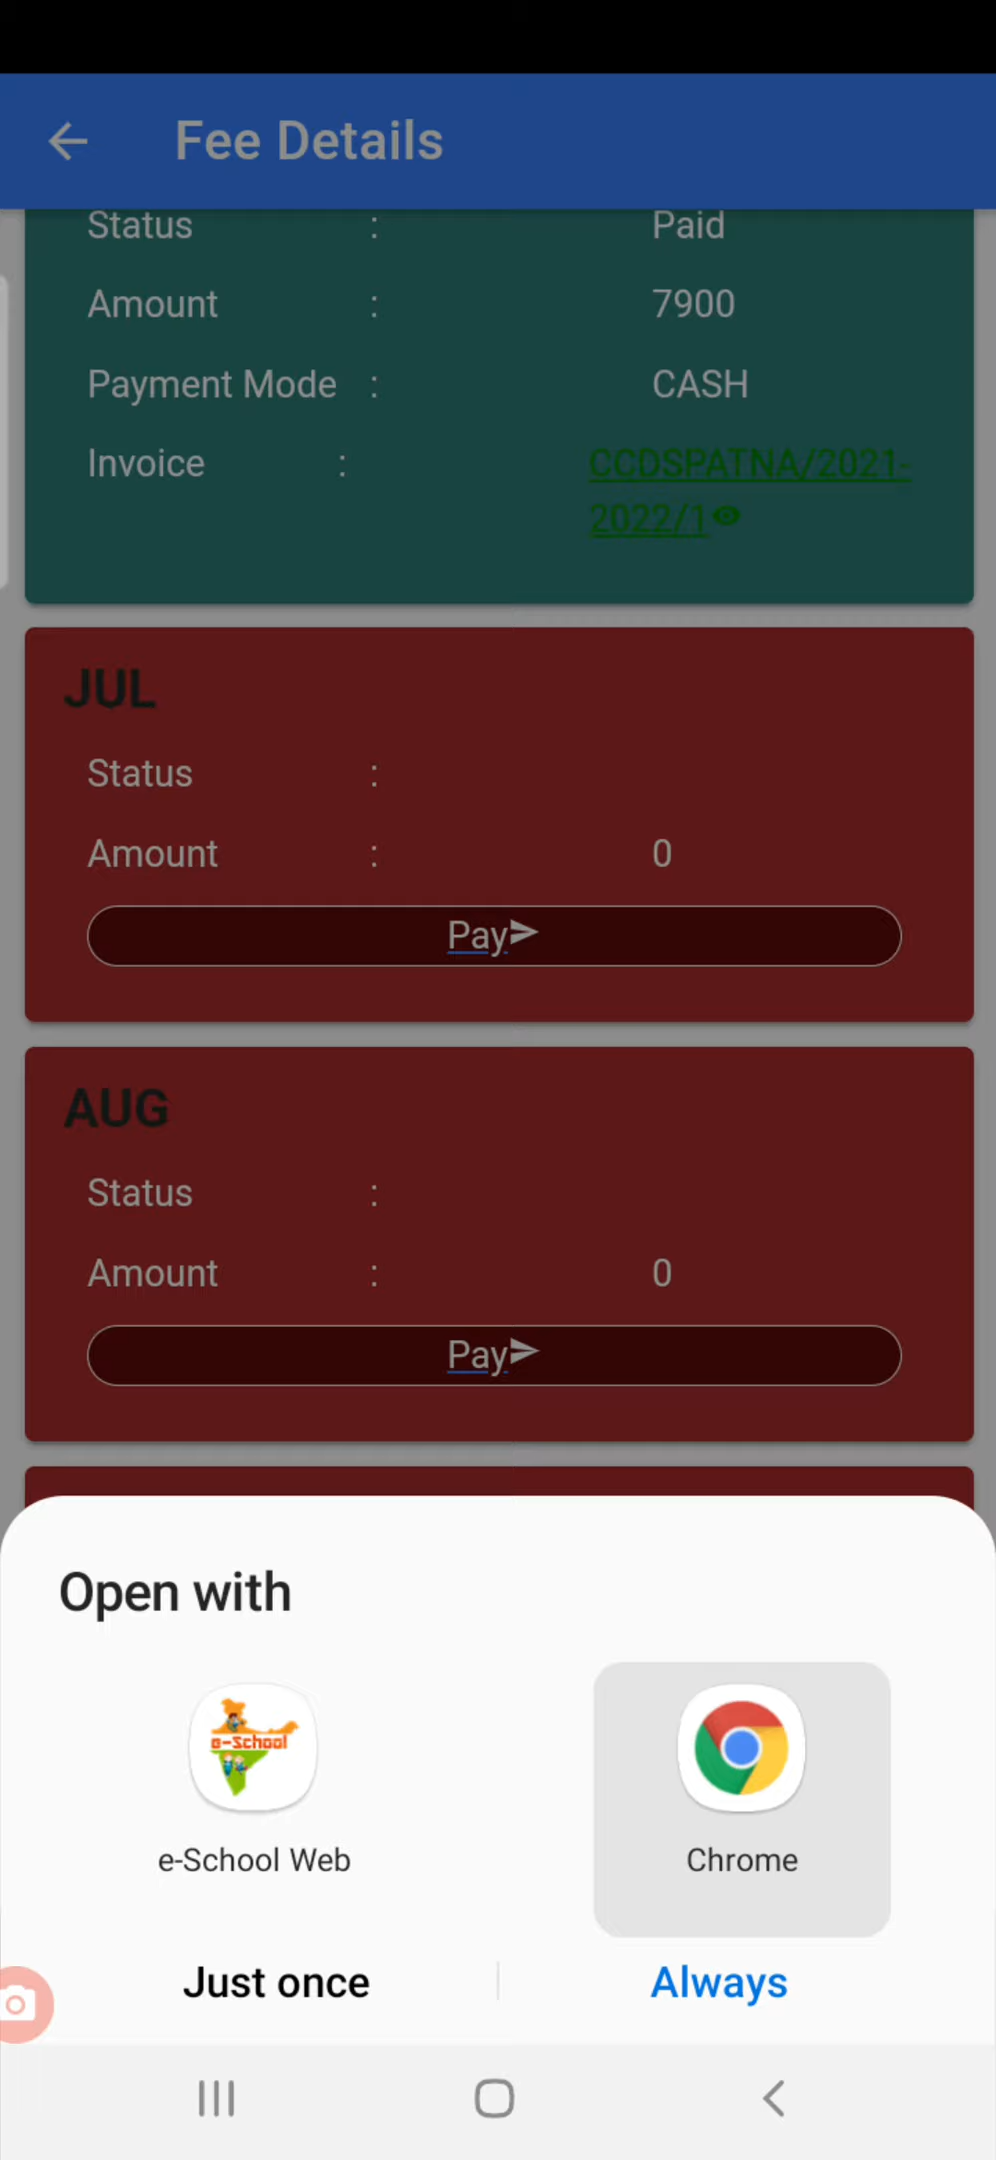 Fee Details
Status : Paid
Amount : 7900
Payment Mode : CASH
Invoice : CCDSPATNA/2021-
2022/1
JUL
Status :
Amount : 0
Pay
AUG
Status :
Amount : 0
Pay
Open with
e-School
e-School Web
Chrome
Just once
Always